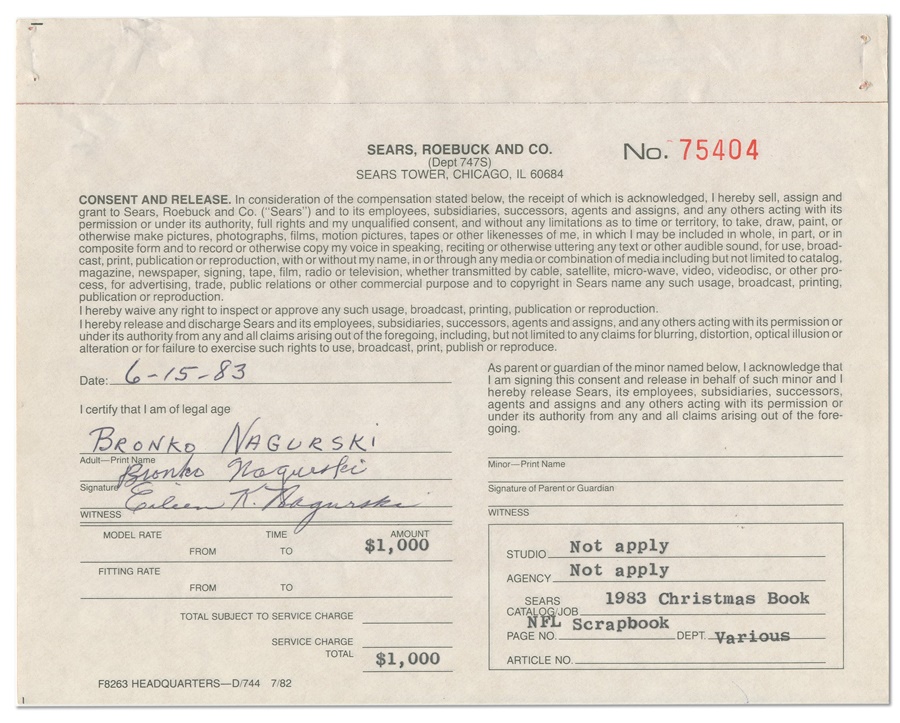 SEARS, ROEBUCK AND CO.
(Dept 747S)
SEARS TOWER, CHICAGO, IL 60684
No. 75404
CONSENT AND RELEASE. In consideration of the compensation stated below, the receipt of which is acknowledged, I hereby sell, assign and
grant to Sears, Roebuck and Co. ("Sears") and to its employees, subsidiaries, successors, agents and assigns, and any others acting with its
permission or under its authority, full rights and my unqualified consent, and without any limitations as to time or territory, to take, draw, paint, or
otherwise make pictures, photographs, films, motion pictures, tapes or other likenesses of me, in which I may be included in whole, in part, or in
composite form and to record or otherwise copy my voice in speaking, reciting or otherwise uttering any text or other audible sound, for use, broad-
cast, print, publication or reproduction, with or without my name, in or through any media or combination of media including but not limited to catalog,
magazine, newspaper, signing, tape, film, radio or television, whether transmitted by cable, satellite, micro-wave, video, videodisc, or other pro-
cess, for advertising, trade, public relations or other commercial purpose and to copyright in Sears name any such usage, broadcast, printing,
publication or reproduction.
I hereby waive any right to inspect or approve any such usage, broadcast, printing, publication or reproduction.
I hereby release and discharge Sears and its employees, subsidiaries, successors, agents and assigns, and any others acting with its permission or
under its authority from any and all claims arising out of the foregoing, including, but not limited to any claims for blurring, distortion, optical illusion or
alteration or for failure to exercise such rights to use, broadcast, print, publish or reproduce.
Date: 6-15-83
I certify that I am of legal age
BRONKO NAGURSKI
Adult—Print Name
Bronko Nagurski
Signature
Eileen K. Nagurski
WITNESS
As parent or guardian of the minor named below, I acknowledge that
I am signing this consent and release in behalf of such minor and I
hereby release Sears, its employees, subsidiaries, successors,
agents and assigns and any others acting with its permission or
under its authority from any and all claims arising out of the fore-
going.
Minor—Print Name
Signature of Parent or Guardian
WITNESS
MODEL RATE TIME AMOUNT
FROM TO $1,000
FITTING RATE
FROM TO
TOTAL SUBJECT TO SERVICE CHARGE
SERVICE CHARGE
TOTAL $1,000
STUDIO Not apply
AGENCY Not apply
SEARS 1983 Christmas Book
CATALOG/JOB
NFL Scrapbook
PAGE NO. DEPT. Various
ARTICLE NO.
F8263 HEADQUARTERS—D/744 7/82